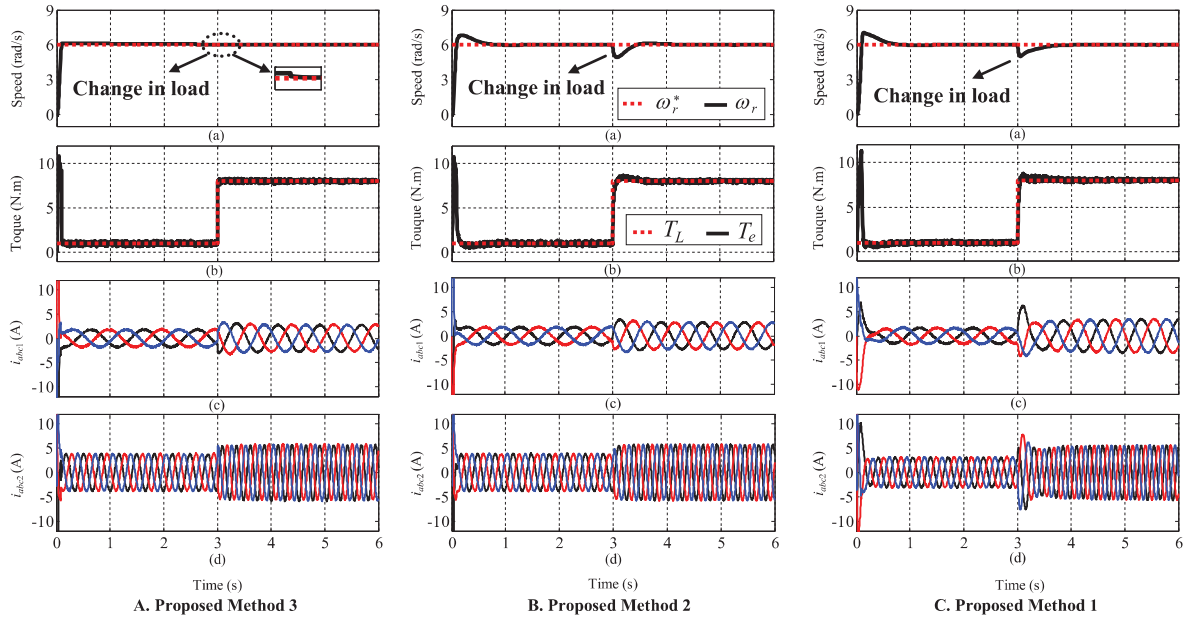 Speed (rad/s)
9
6
3
0
Change in load
(a)
Toque (N.m)
10
5
0
(b)
i_abc1 (A)
10
5
0
-5
-10
(c)
i_abc2 (A)
10
5
0
-5
-10
0 1 2 3 4 5 6
(d)
Time (s)
A. Proposed Method 3
Speed (rad/s)
9
6
3
0
Change in load
ω_r^* ω_r
(a)
Touque (N.m)
10
5
0
T_L T_e
(b)
i_abc1 (A)
10
5
0
-5
-10
(c)
i_abc2 (A)
10
5
0
-5
-10
0 1 2 3 4 5 6
(d)
Time (s)
B. Proposed Method 2
Speed (rad/s)
9
6
3
0
Change in load
(a)
Touque (N.m)
10
5
0
(b)
i_abc1 (A)
10
5
0
-5
-10
(c)
i_abc2 (A)
10
5
0
-5
-10
0 1 2 3 4 5 6
(d)
Time (s)
C. Proposed Method 1